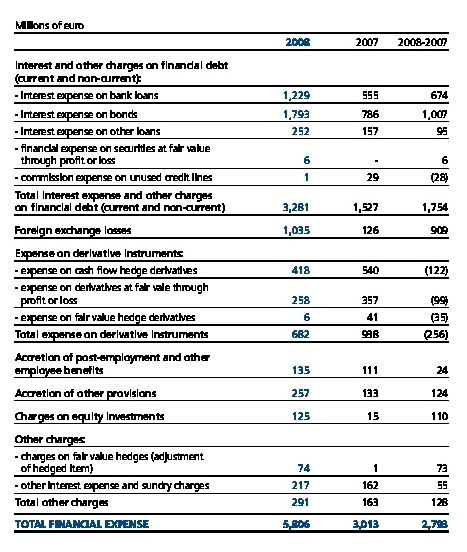 Millions of euro
2008 2007 2008-2007
Interest and other charges on financial debt
(current and non-current):
- interest expense on bank loans 1,229 555 674
- interest expense on bonds 1,793 786 1,007
- interest expense on other loans 252 157 95
- financial expense on securities at fair value
through profit or loss 6 - 6
- commission expense on unused credit lines 1 29 (28)
Total interest expense and other charges
on financial debt (current and non-current) 3,281 1,527 1,754
Foreign exchange losses 1,035 126 909
Expense on derivative instruments:
- expense on cash flow hedge derivatives 418 540 (122)
- expense on derivatives at fair vale through
profit or loss 258 357 (99)
- expense on fair value hedge derivatives 6 41 (35)
Total expense on derivative instruments 682 938 (256)
Accretion of post-employment and other
employee benefits 135 111 24
Accretion of other provisions 257 133 124
Charges on equity investments 125 15 110
Other charges:
- charges on fair value hedges (adjustment
of hedged item) 74 1 73
- other interest expense and sundry charges 217 162 55
Total other charges 291 163 128
TOTAL FINANCIAL EXPENSE 5,806 3,013 2,793